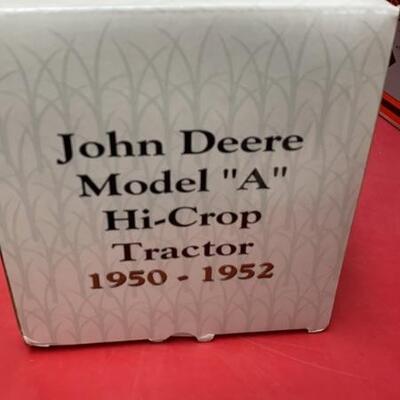 John Deere
Model "A"
Hi-Crop
Tractor
1950 - 1952